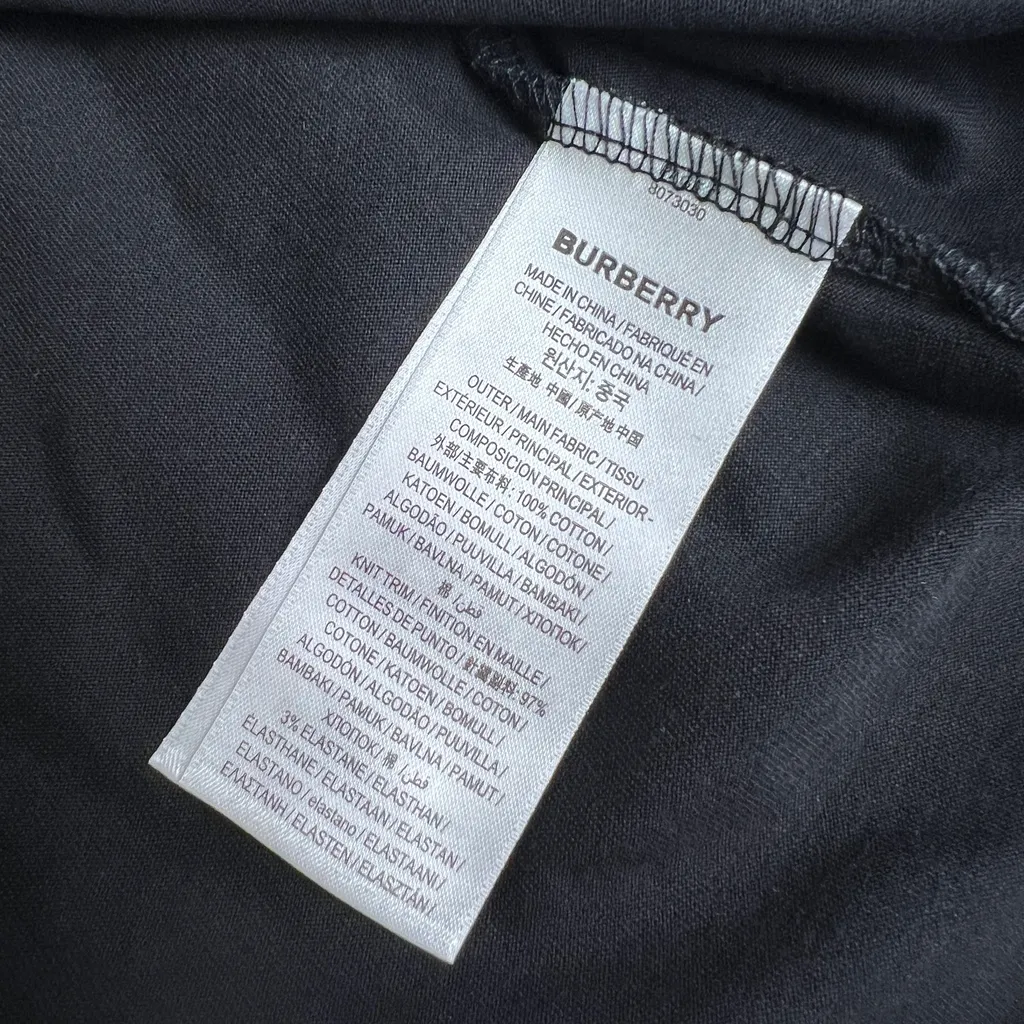 8073030
BURBERRY
MADE IN CHINA / FABRIQUÉ EN
CHINE / FABRICADO NA CHINA /
HECHO EN CHINA
원산지: 중국
生產地 中國 / 原产地 中国
OUTER / MAIN FABRIC / TISSU
EXTÉRIEUR / PRINCIPAL / EXTERIOR-
COMPOSICION PRINCIPAL /
外部/主要布料: 100% COTTON /
BAUMWOLLE / COTON / COTONE /
KATOEN / BOMULL / ALGODÓN /
ALGODÃO / PUUVILLA / BAMBAKI /
PAMUK / BAVLNA / PAMUT / ХЛОПОК /
棉 / قطن
KNIT TRIM / FINITION EN MAILLE /
DETALLES DE PUNTO / 針織副料: 97%
COTTON / BAUMWOLLE / COTON /
COTONE / KATOEN / BOMULL /
ALGODÓN / ALGODÃO / PUUVILLA /
BAMBAKI / PAMUK / BAVLNA / PAMUT /
ХЛОПОК / 棉 / قطن
3% ELASTANE / ELASTHAN /
ÉLASTHANE / ELASTAAN / ELASTAN /
ELASTANO / elastano / ELASTAANI /
ΕΛΑΣΤΑΝΗ / ELASTEN / ELASZTÁN /